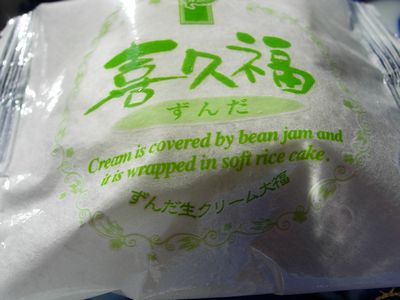 喜久福
ずんだ
Cream is covered by bean jam and
it is wrapped in soft rice cake.
ずんだ生クリーム大福